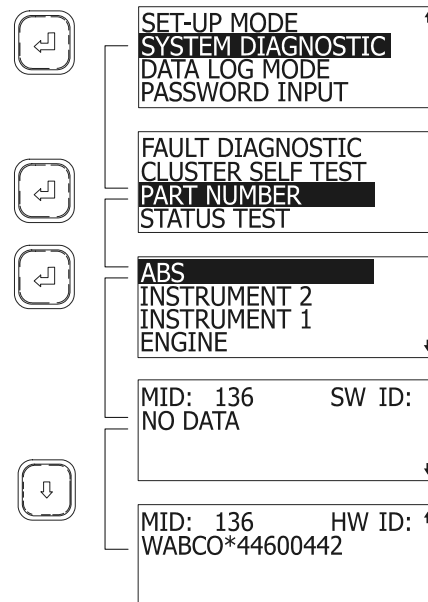 SET-UP MODE
SYSTEM DIAGNOSTIC
DATA LOG MODE
PASSWORD INPUT
FAULT DIAGNOSTIC
CLUSTER SELF TEST
PART NUMBER
STATUS TEST
ABS
INSTRUMENT 2
INSTRUMENT 1
ENGINE
MID: 136 SW ID:
NO DATA
MID: 136 HW ID:
WABCO*44600442